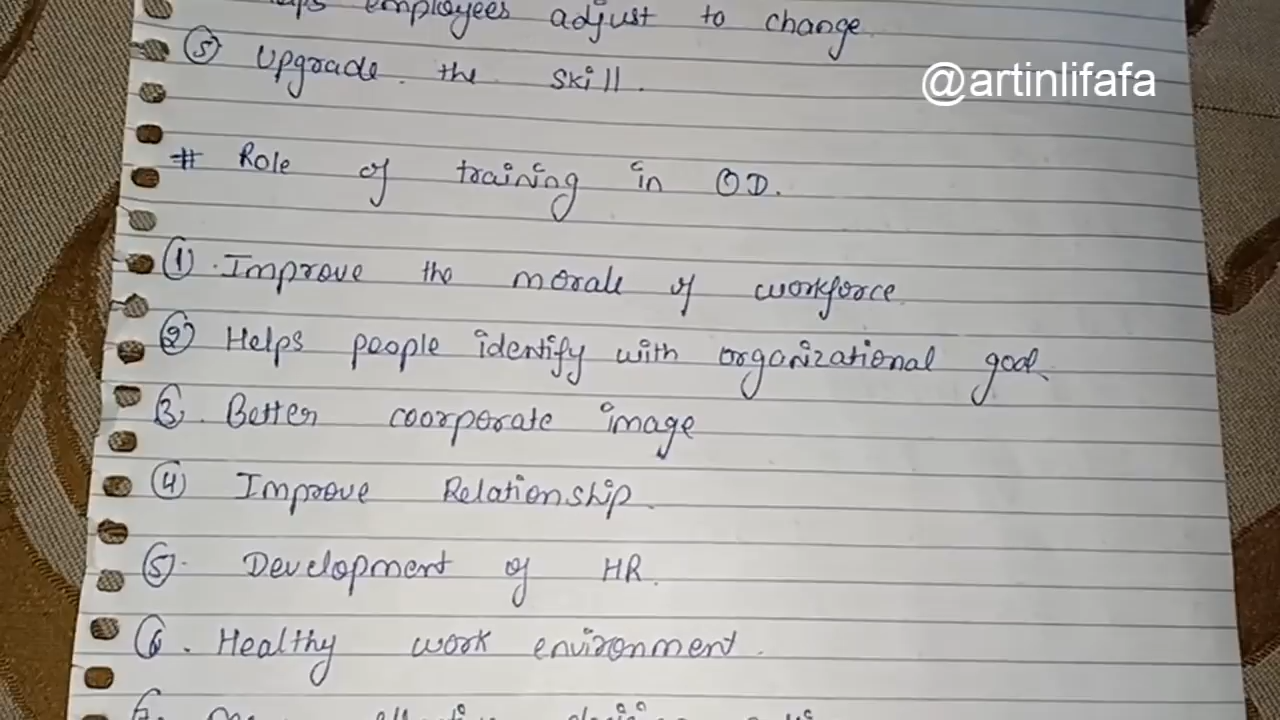 employees adjust to change
⑤ Upgrade the skill.
@artinlifafa
# Role of training in OD.
① Improve the morale of workforce
② Helps people identify with organizational goal
③ Better coorporate image
④ Improve Relationship.
⑤ Development of HR.
⑥ Healthy work environment.